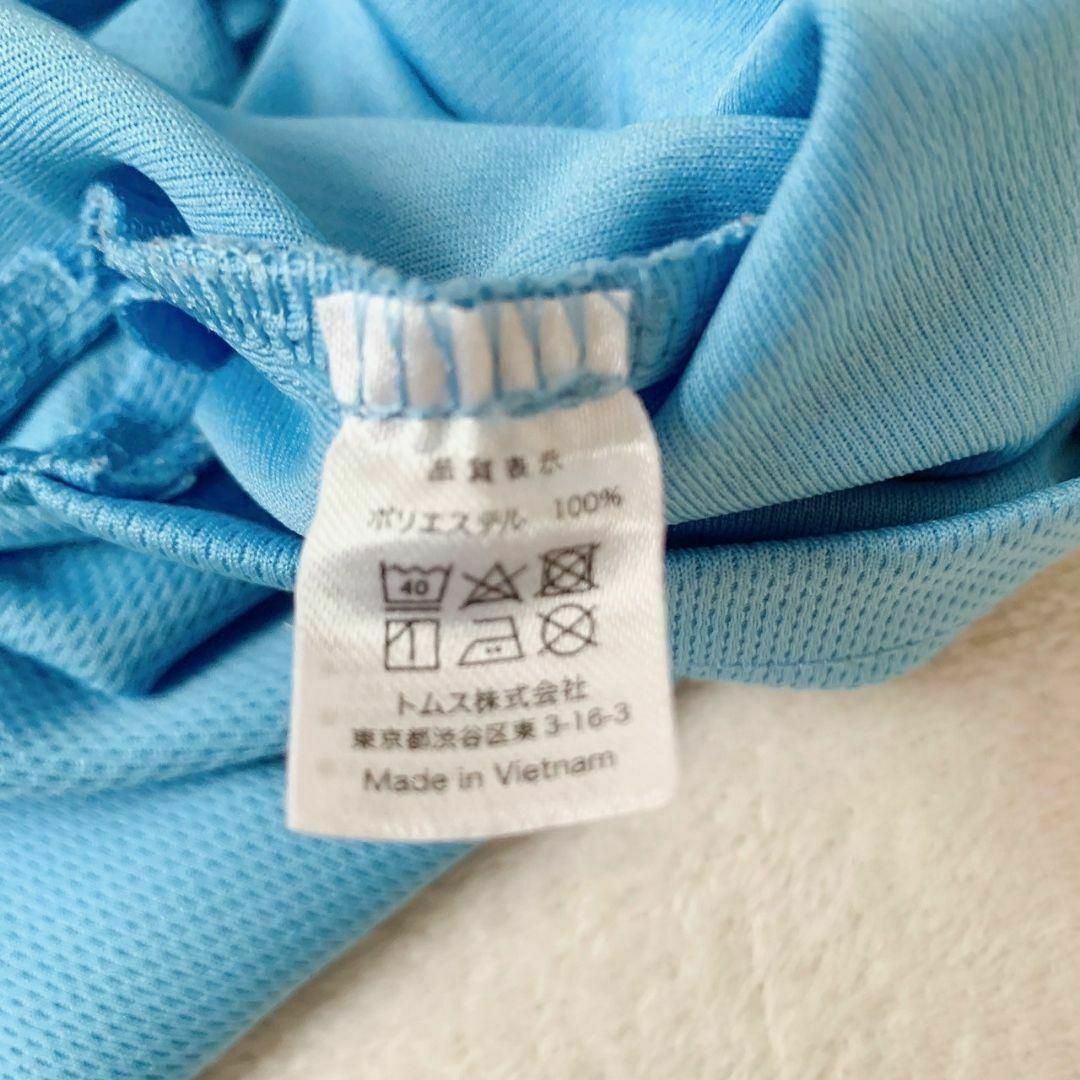 品質表示
ポリエステル 100%
40
トムス株式会社
東京都渋谷区東 3-16-3
Made in Vietnam